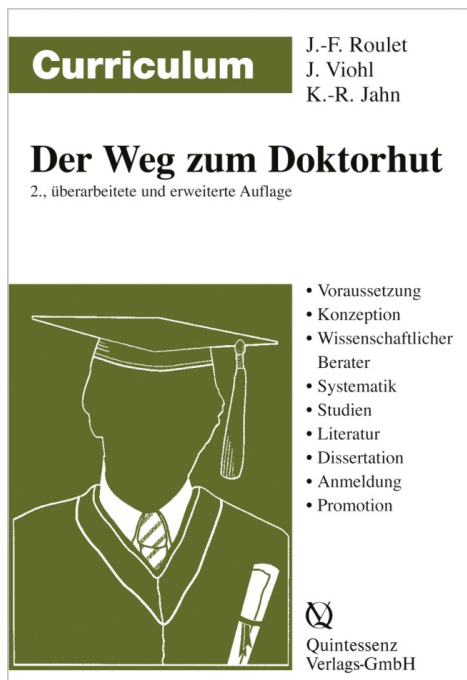 Curriculum
J.-F. Roulet
J. Viohl
K.-R. Jahn
Der Weg zum Doktorhut
2., überarbeitete und erweiterte Auflage
• Voraussetzung
• Konzeption
• Wissenschaftlicher
Berater
• Systematik
• Studien
• Literatur
• Dissertation
• Anmeldung
• Promotion
Quintessenz
Verlags-GmbH